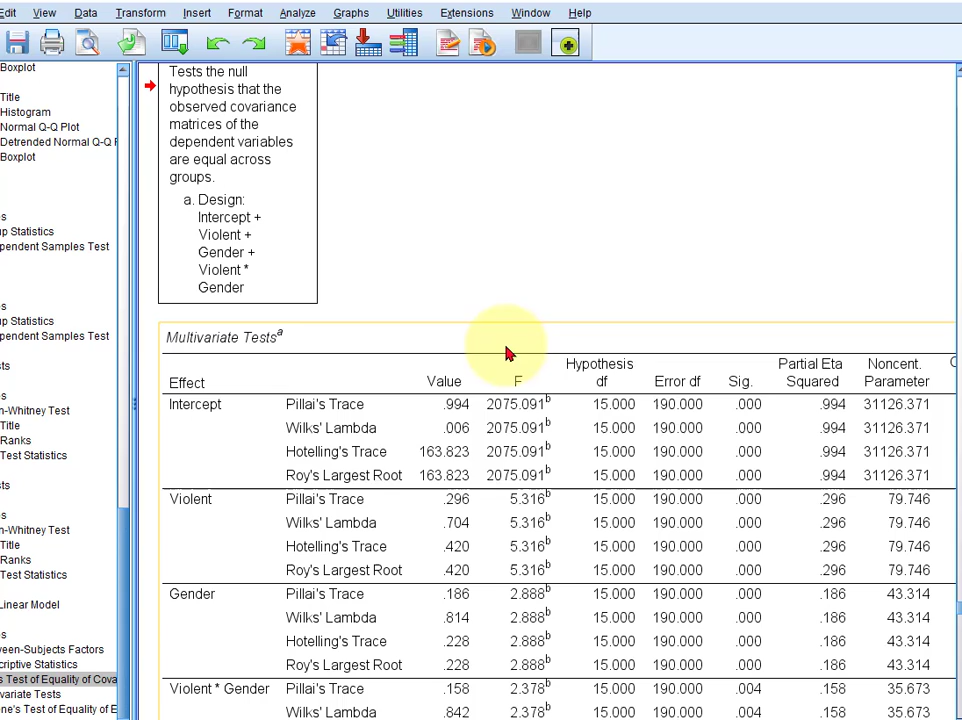 Edit View Data Transform Insert Format Analyze Graphs Utilities Extensions Window Help
Boxplot
Title
Histogram
Normal Q-Q Plot
Detrended Normal Q-Q
Boxplot
Statistics
pendent Samples Test
Statistics
pendent Samples Test
n-Whitney Test
Title
Ranks
Test Statistics
n-Whitney Test
Title
Ranks
Test Statistics
Linear Model
ween-Subjects Factors
criptive Statistics
s Test of Equality of Cova
variate Tests
ne's Test of Equality of E
Tests the null
hypothesis that the
observed covariance
matrices of the
dependent variables
are equal across
groups.
a. Design:
Intercept +
Violent +
Gender +
Violent *
Gender
Multivariate Testsa
Effect Value F Hypothesis df Error df Sig. Partial Eta Squared Noncent. Parameter
Intercept Pillai's Trace .994 2075.091b 15.000 190.000 .000 .994 31126.371
Wilks' Lambda .006 2075.091b 15.000 190.000 .000 .994 31126.371
Hotelling's Trace 163.823 2075.091b 15.000 190.000 .000 .994 31126.371
Roy's Largest Root 163.823 2075.091b 15.000 190.000 .000 .994 31126.371
Violent Pillai's Trace .296 5.316b 15.000 190.000 .000 .296 79.746
Wilks' Lambda .704 5.316b 15.000 190.000 .000 .296 79.746
Hotelling's Trace .420 5.316b 15.000 190.000 .000 .296 79.746
Roy's Largest Root .420 5.316b 15.000 190.000 .000 .296 79.746
Gender Pillai's Trace .186 2.888b 15.000 190.000 .000 .186 43.314
Wilks' Lambda .814 2.888b 15.000 190.000 .000 .186 43.314
Hotelling's Trace .228 2.888b 15.000 190.000 .000 .186 43.314
Roy's Largest Root .228 2.888b 15.000 190.000 .000 .186 43.314
Violent * Gender Pillai's Trace .158 2.378b 15.000 190.000 .004 .158 35.673
Wilks' Lambda .842 2.378b 15.000 190.000 .004 .158 35.673